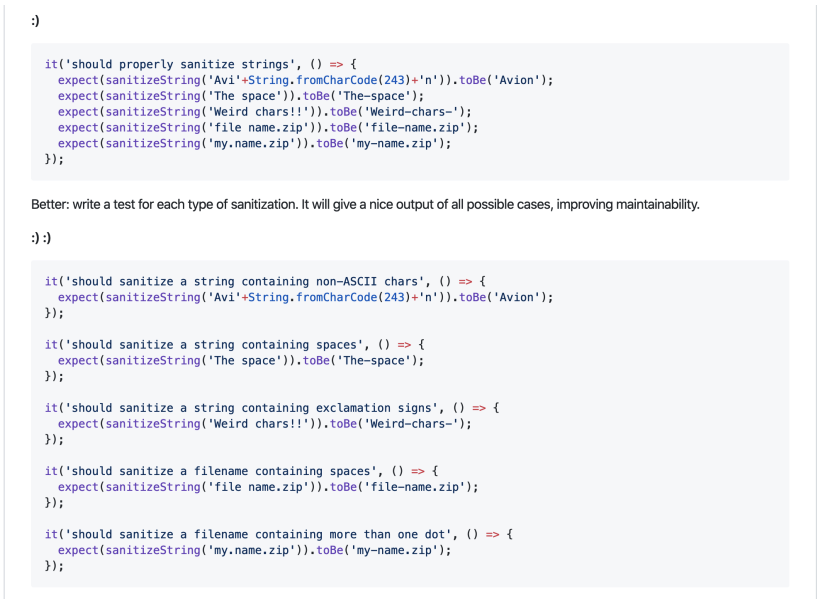 :)
it('should properly sanitize strings', () => {
  expect(sanitizeString('Avi'+String.fromCharCode(243)+'n')).toBe('Avion');
  expect(sanitizeString('The space')).toBe('The-space');
  expect(sanitizeString('Weird chars!!')).toBe('Weird-chars-');
  expect(sanitizeString('file name.zip')).toBe('file-name.zip');
  expect(sanitizeString('my.name.zip')).toBe('my-name.zip');
});
Better: write a test for each type of sanitization. It will give a nice output of all possible cases, improving maintainability.
:) :)
it('should sanitize a string containing non-ASCII chars', () => {
  expect(sanitizeString('Avi'+String.fromCharCode(243)+'n')).toBe('Avion');
});
it('should sanitize a string containing spaces', () => {
  expect(sanitizeString('The space')).toBe('The-space');
});
it('should sanitize a string containing exclamation signs', () => {
  expect(sanitizeString('Weird chars!!')).toBe('Weird-chars-');
});
it('should sanitize a filename containing spaces', () => {
  expect(sanitizeString('file name.zip')).toBe('file-name.zip');
});
it('should sanitize a filename containing more than one dot', () => {
  expect(sanitizeString('my.name.zip')).toBe('my-name.zip');
});